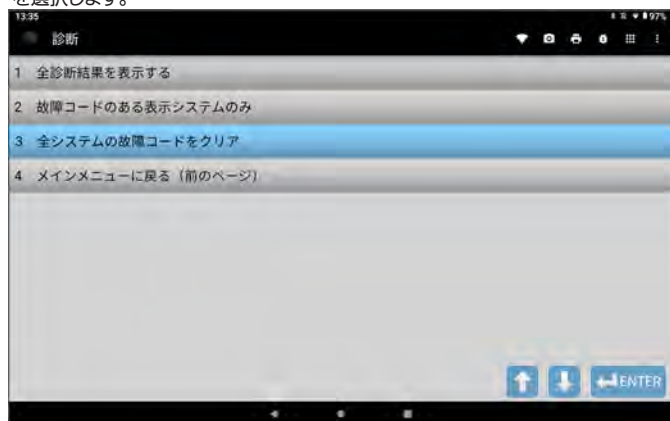 を選択します。
13:35
97%
診断
1 全診断結果を表示する
2 故障コードのある表示システムのみ
3 全システムの故障コードをクリア
4 メインメニューに戻る（前のページ）
ENTER